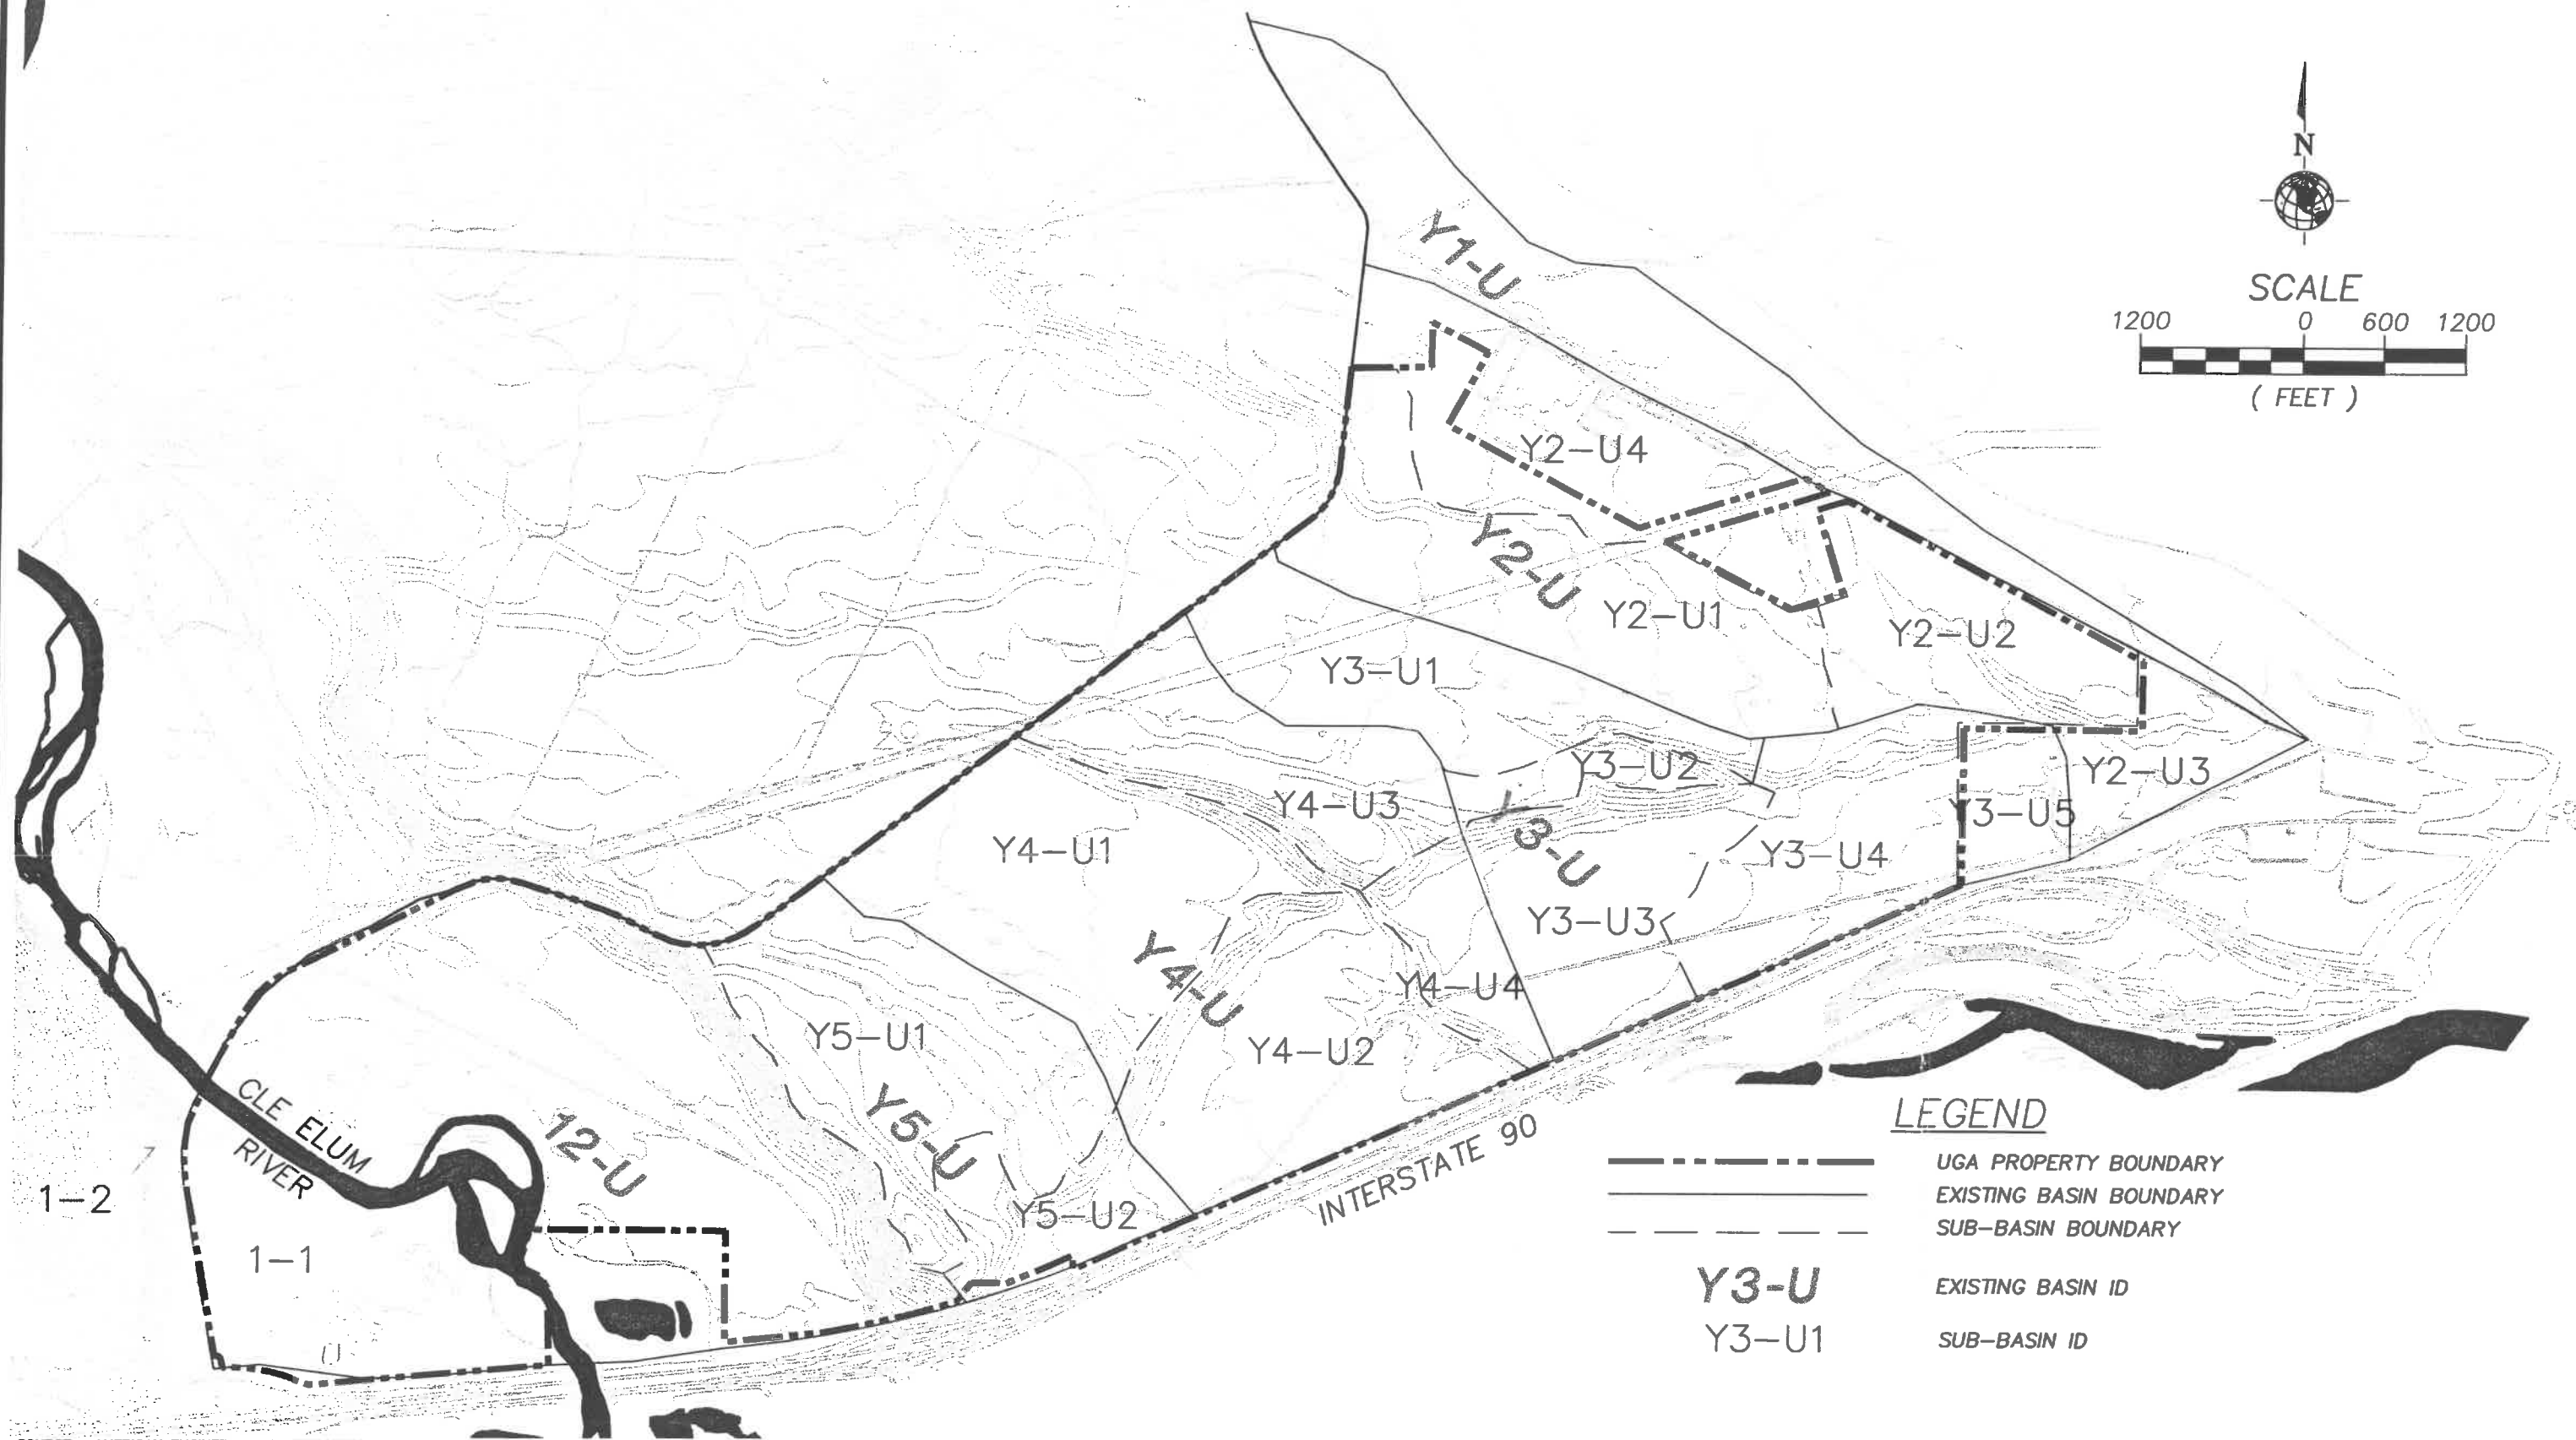 N
SCALE
1200 0 600 1200
( FEET )
Y1-U
Y2-U4
Y2-U
Y2-U1
Y2-U2
Y3-U1
Y3-U2
Y2-U3
Y4-U3
Y3-U
Y3-U5
Y4-U1
Y3-U4
Y3-U3
Y4-U
Y4-U4
Y5-U1
Y4-U2
CLE ELUM
RIVER
12-U
Y5-U
INTERSTATE 90
1-2
Y5-U2
1-1
LEGEND
UGA PROPERTY BOUNDARY
EXISTING BASIN BOUNDARY
SUB-BASIN BOUNDARY
Y3-U EXISTING BASIN ID
Y3-U1 SUB-BASIN ID